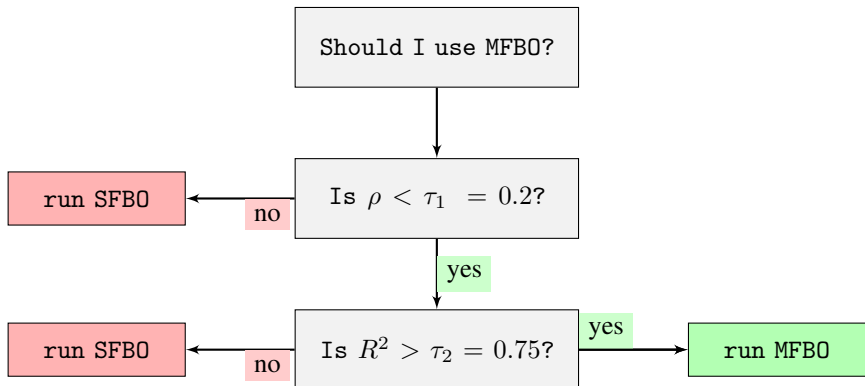 Should I use MFBO?
run SFBO
no
Is ρ < τ₁ = 0.2?
yes
run SFBO
no
Is R² > τ₂ = 0.75?
yes
run MFBO